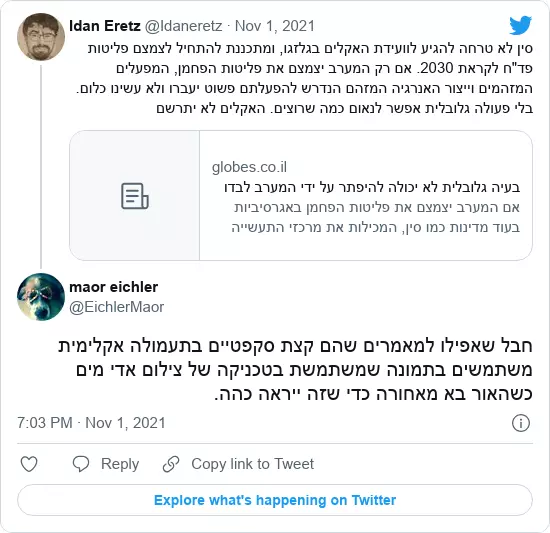 Idan Eretz @Idaneretz · Nov 1, 2021
סין לא טרחה להגיע לוועידת האקלים בגלזגו, ומתכננת להתחיל לצמצם פליטות
פד"ח לקראת 2030. אם רק המערב יצמצם את פליטות הפחמן, המפעלים
המזהמים וייצור האנרגיה המזהם הנדרש להפעלתם פשוט יעברו ולא עשינו כלום.
בלי פעולה גלובלית אפשר לנאום כמה שרוצים. האקלים לא יתרשם
globes.co.il
בעיה גלובלית לא יכולה להיפתר על ידי המערב לבדו
אם המערב יצמצם את פליטות הפחמן באגרסיביות
בעוד מדינות כמו סין, המכילות את מרכזי התעשייה
maor eichler
@EichlerMaor
חבל שאפילו למאמרים שהם קצת סקפטיים בתעמולה אקלימית
משתמשים בתמונה שמשתמשת בטכניקה של צילום אדי מים
כשהאור בא מאחורה כדי שזה ייראה כהה.
7:03 PM · Nov 1, 2021
Reply
Copy link to Tweet
Explore what's happening on Twitter